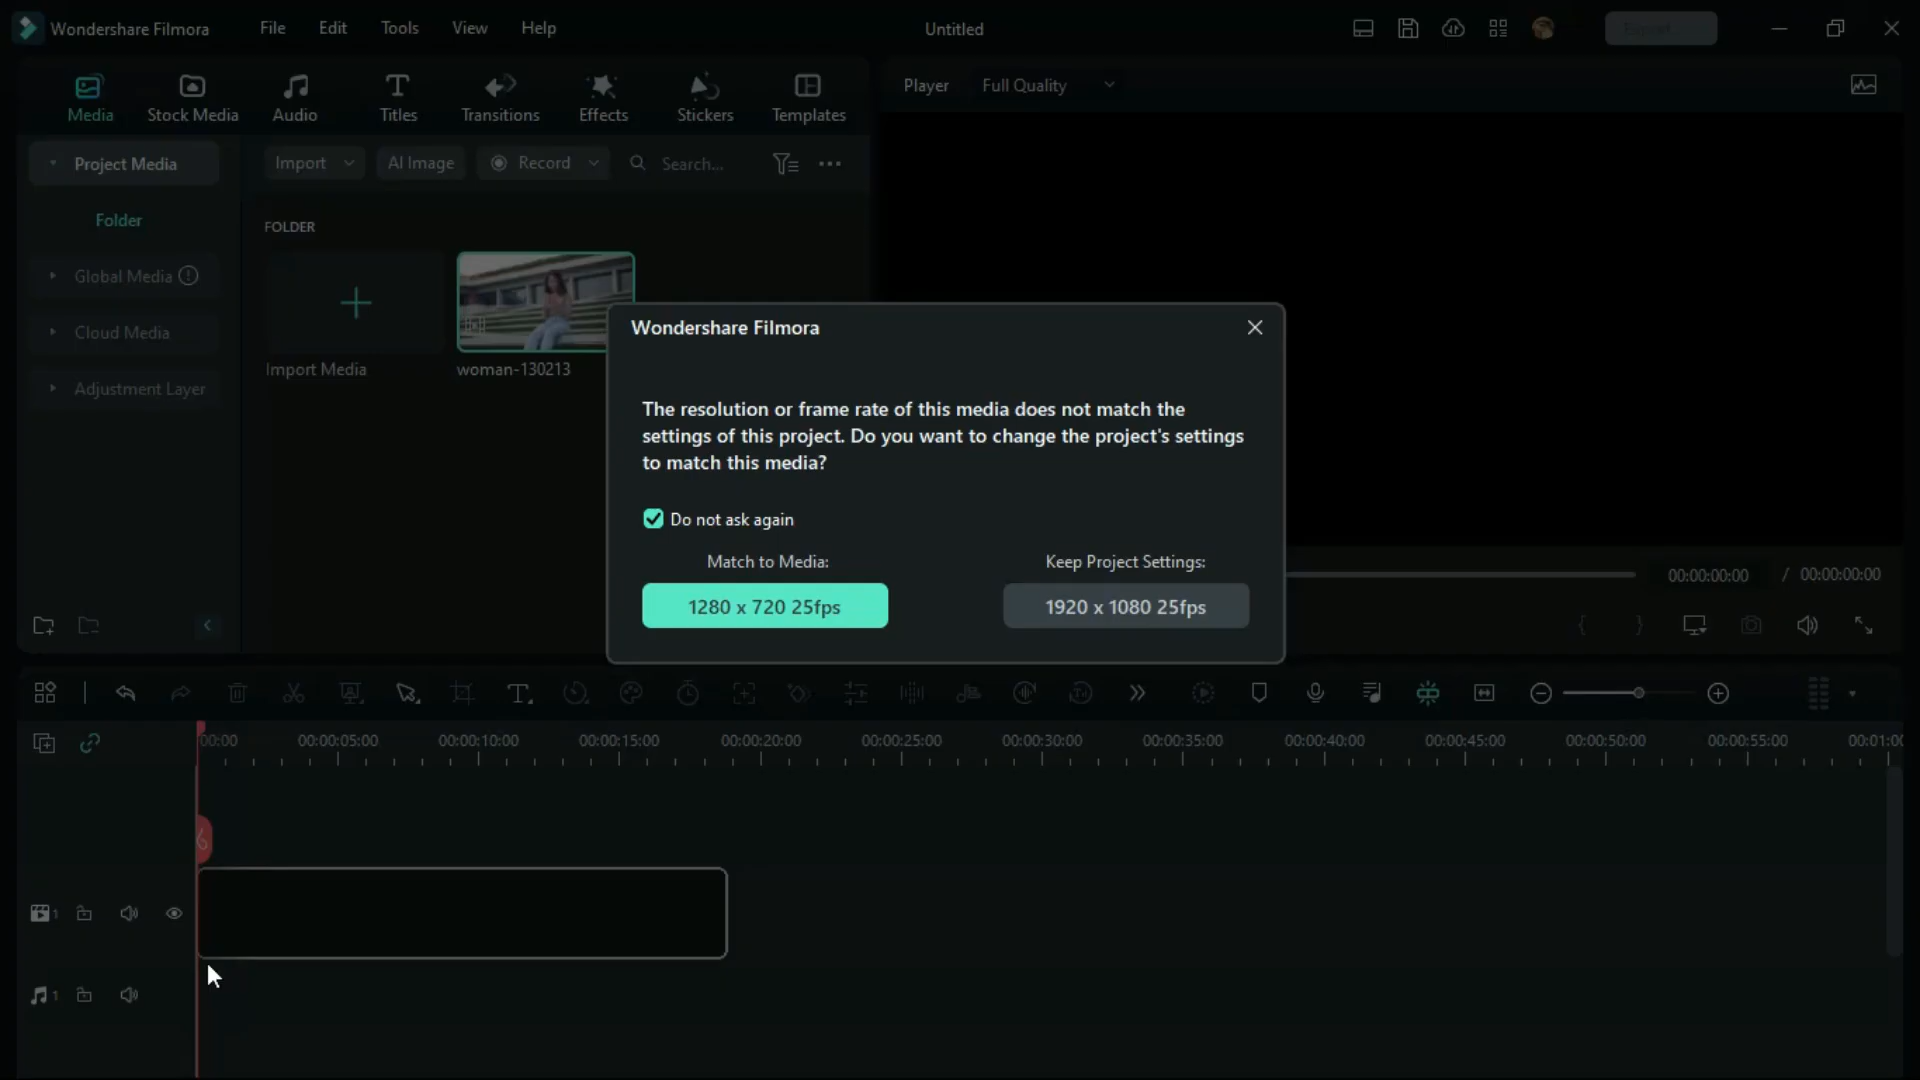 Wondershare Filmora File Edit Tools View Help Untitled Export
Player Full Quality
Media Stock Media Audio Titles Transitions Effects Stickers Templates
Project Media
Import AI Image Record Search...
Folder
FOLDER
Global Media
Cloud Media
Adjustment Layer
Import Media woman-130213
Wondershare Filmora
The resolution or frame rate of this media does not match the
settings of this project. Do you want to change the project's settings
to match this media?
Do not ask again
Match to Media: Keep Project Settings:
1280 x 720 25fps 1920 x 1080 25fps
00:00:00:00 / 00:00:00:00
00:00 00:00:05:00 00:00:10:00 00:00:15:00 00:00:20:00 00:00:25:00 00:00:30:00 00:00:35:00 00:00:40:00 00:00:45:00 00:00:50:00 00:00:55:00 00:01:00
1
1